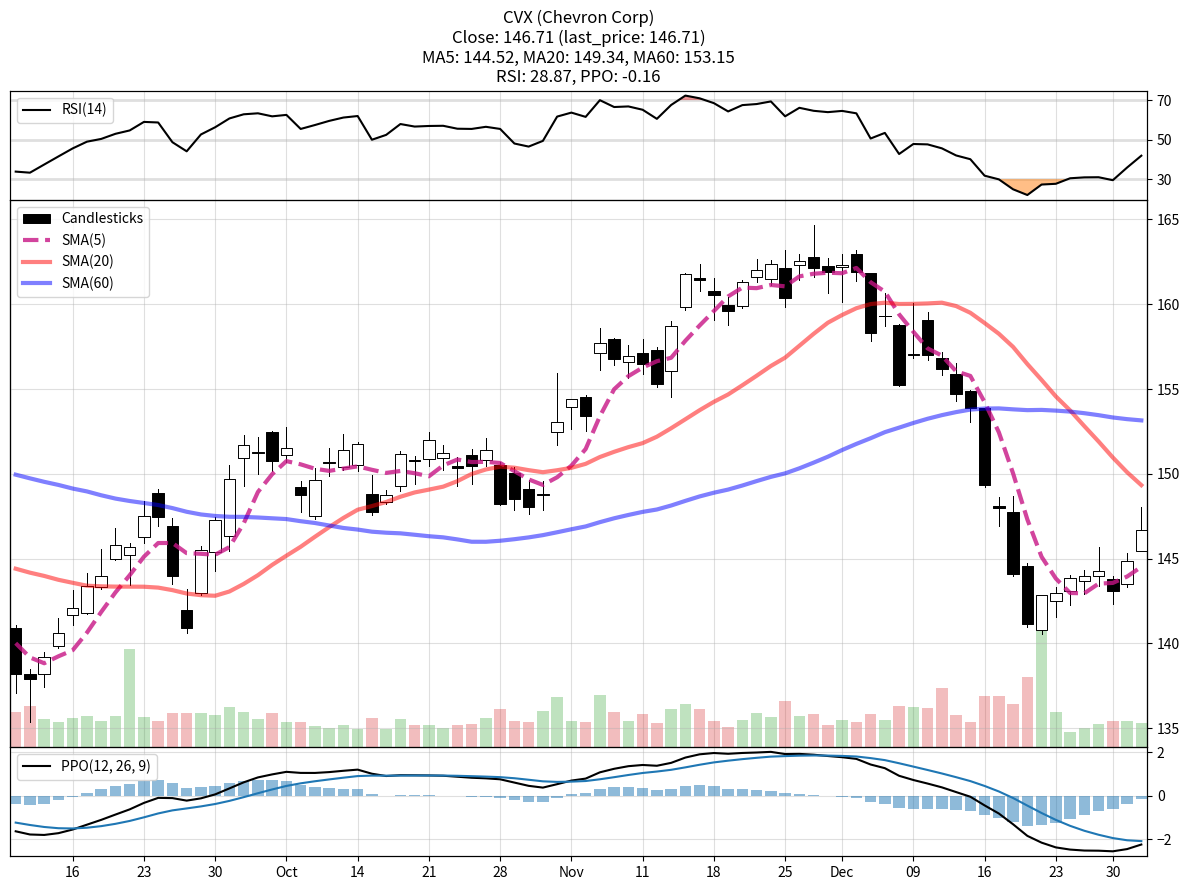 CVX (Chevron Corp)
Close: 146.71 (last_price: 146.71)
MA5: 144.52, MA20: 149.34, MA60: 153.15
RSI: 28.87, PPO: -0.16
RSI(14)
70
50
30
Candlesticks
SMA(5)
SMA(20)
SMA(60)
165
160
155
150
145
140
135
PPO(12, 26, 9)
2
0
−2
16 23 30 Oct 14 21 28 Nov 11 18 25 Dec 09 16 23 30